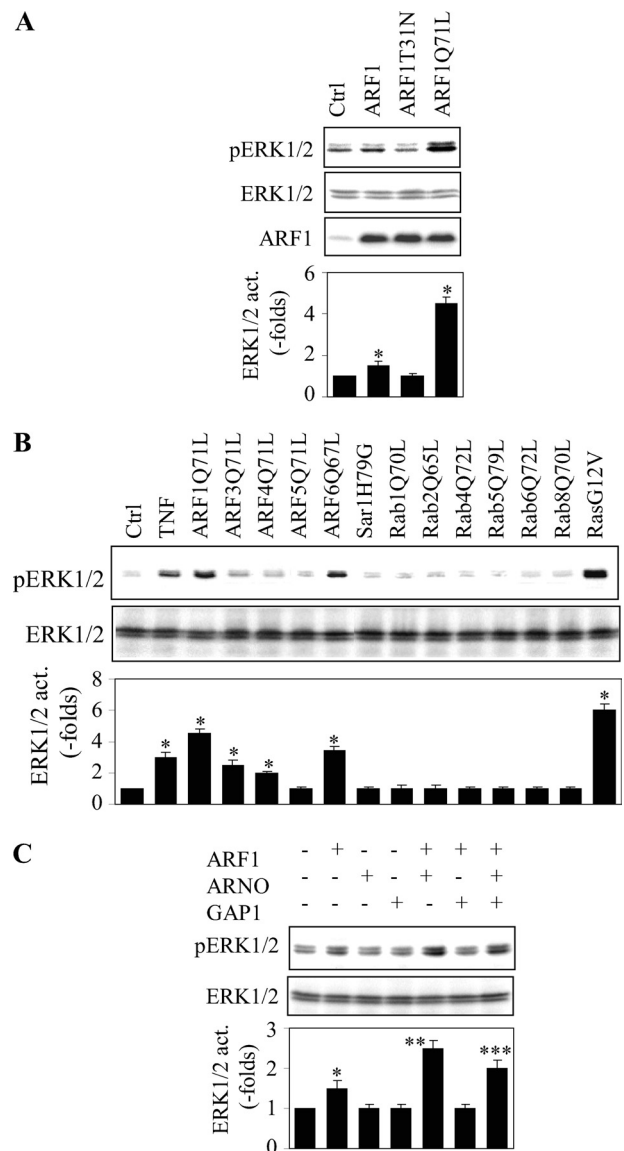 A
Ctrl ARF1 ARF1T31N ARF1Q71L
pERK1/2
ERK1/2
ARF1
ERK1/2 act.
(-folds)
6
4
2
0
*
*
B
Ctrl TNF ARF1Q71L ARF3Q71L ARF4Q71L ARF5Q71L ARF6Q67L Sar1H79G Rab1Q70L Rab2Q65L Rab4Q72L Rab5Q79L Rab6Q72L Rab8Q70L RasG12V
pERK1/2
ERK1/2
ERK1/2 act.
(-folds)
8
6
4
2
0
* * * * * *
C
ARF1 - + - - + + +
ARNO - - + - + - +
GAP1 - - - + - + +
pERK1/2
ERK1/2
ERK1/2 act.
(-folds)
3
2
1
0
* ** ***